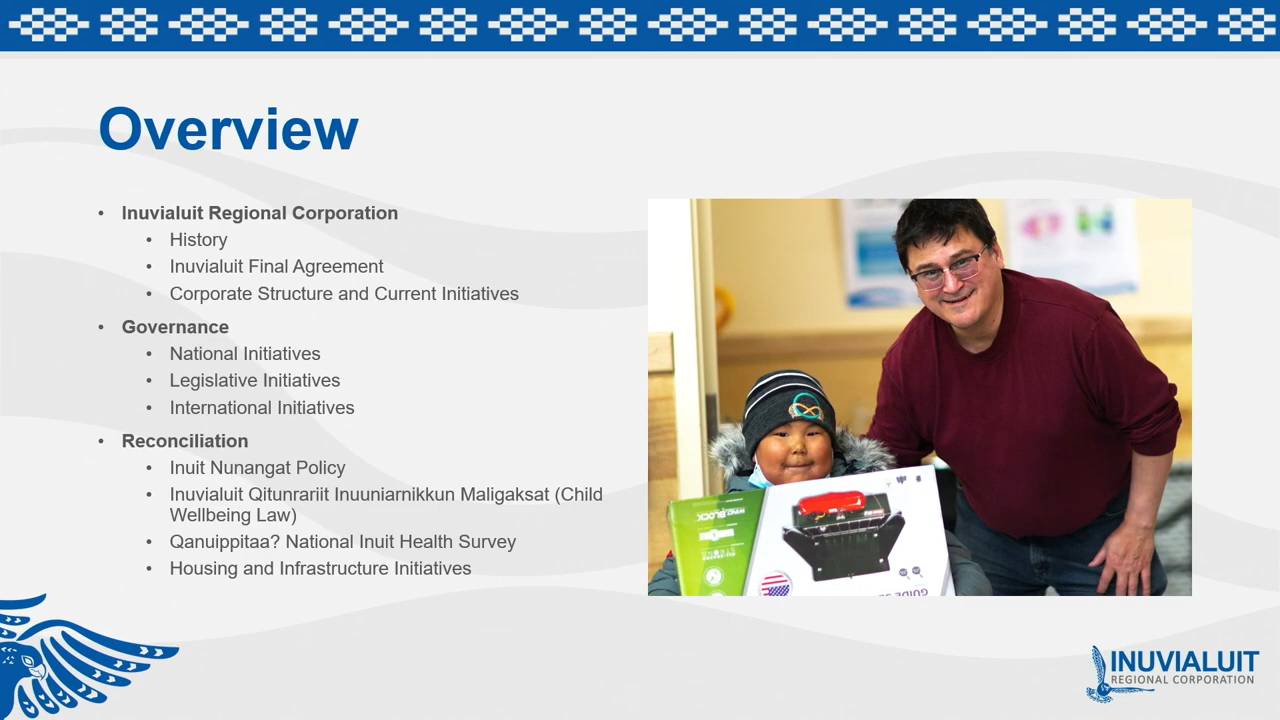 Overview
• Inuvialuit Regional Corporation
• History
• Inuvialuit Final Agreement
• Corporate Structure and Current Initiatives
• Governance
• National Initiatives
• Legislative Initiatives
• International Initiatives
• Reconciliation
• Inuit Nunangat Policy
• Inuvialuit Qitunrariit Inuuniarnikkun Maligaksat (Child
Wellbeing Law)
• Qanuippitaa? National Inuit Health Survey
• Housing and Infrastructure Initiatives
INUVIALUIT
REGIONAL CORPORATION